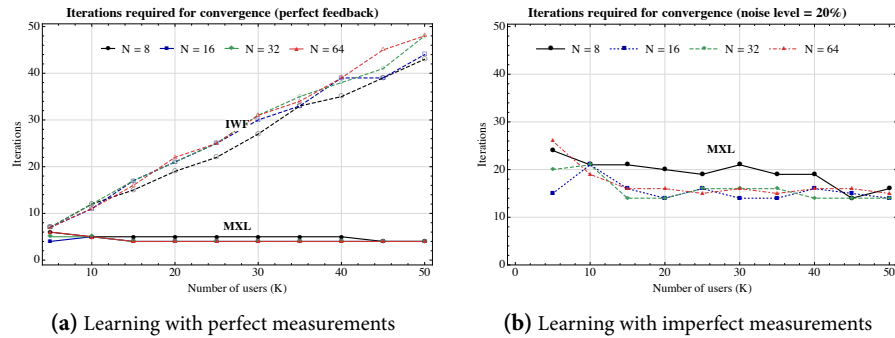 Iterations required for convergence (perfect feedback)
N = 8 N = 16 N = 32 N = 64
IWF
MXL
Iterations
50
40
30
20
10
0
10 20 30 40 50
Number of users (K)
(a) Learning with perfect measurements
Iterations required for convergence (noise level = 20%)
N = 8 N = 16 N = 32 N = 64
MXL
Iterations
50
40
30
20
10
0
0 10 20 30 40 50
Number of users (K)
(b) Learning with imperfect measurements